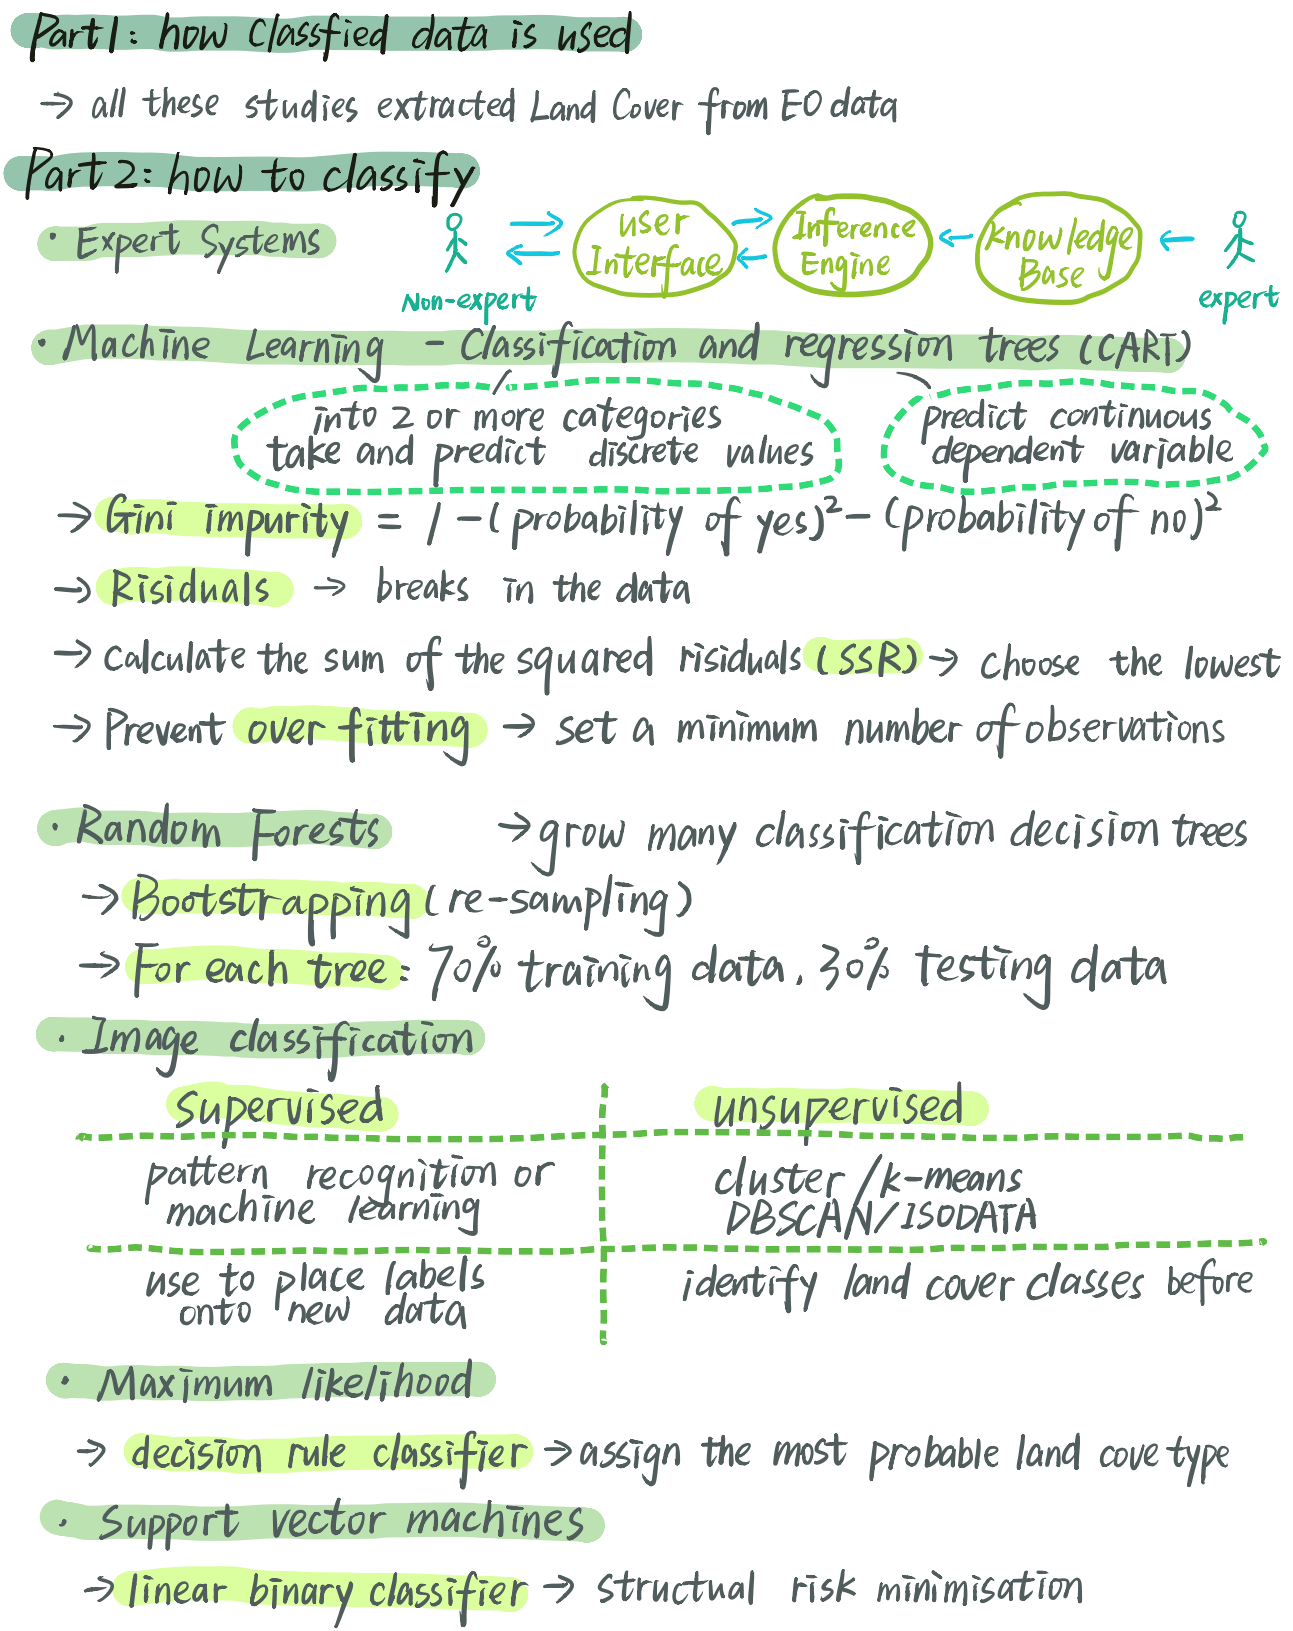 Part1: how Classfied data is used
→ all these studies extracted Land Cover from EO data
Part2: how to classify
· Expert Systems
Non-expert
user Interface
Inference Engine
knowledge Base
expert
· Machine Learning – Classification and regression trees (CART)
into 2 or more categories
take and predict discrete values
predict continuous
dependent variable
→ Gini impurity = 1 - (probability of yes)² - (probability of no)²
→ Risiduals → breaks in the data
→ calculate the sum of the squared risiduals (SSR) → choose the lowest
→ Prevent over fitting → set a minimum number of observations
· Random Forests → grow many classification decision trees
→ Bootstrapping (re-sampling)
→ For each tree: 70% training data. 30% testing data
· Image classification
Supervised
unsupervised
pattern recognition or
machine learning
cluster / k-means
DBSCAN / ISODATA
use to place labels
onto new data
identify land cover classes before
· Maximum likelihood
→ decision rule classifier → assign the most probable land cove type
· Support vector machines
→ linear binary classifier → structual risk minimisation